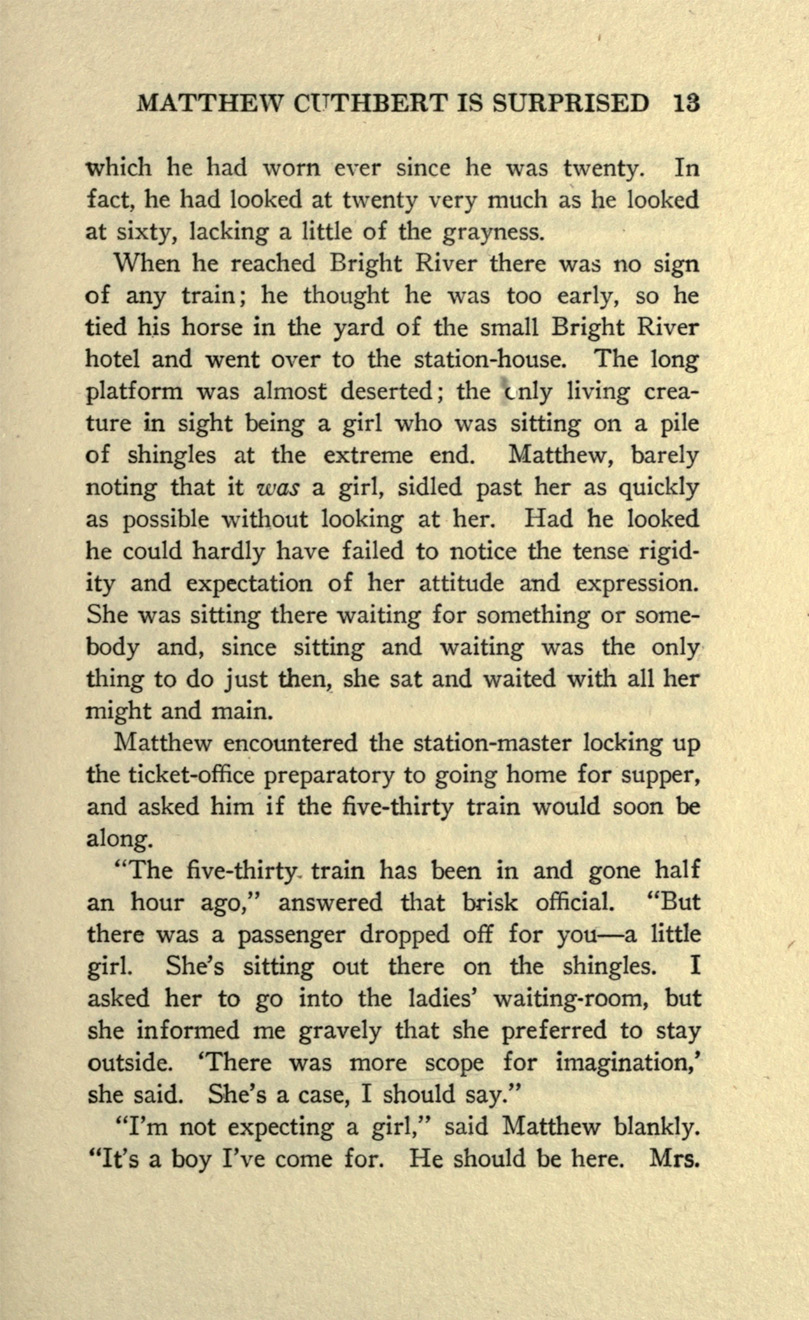 MATTHEW CUTHBERT IS SURPRISED 13
which he had worn ever since he was twenty. In
fact, he had looked at twenty very much as he looked
at sixty, lacking a little of the grayness.
When he reached Bright River there was no sign
of any train; he thought he was too early, so he
tied his horse in the yard of the small Bright River
hotel and went over to the station-house. The long
platform was almost deserted; the only living crea-
ture in sight being a girl who was sitting on a pile
of shingles at the extreme end. Matthew, barely
noting that it was a girl, sidled past her as quickly
as possible without looking at her. Had he looked
he could hardly have failed to notice the tense rigid-
ity and expectation of her attitude and expression.
She was sitting there waiting for something or some-
body and, since sitting and waiting was the only
thing to do just then, she sat and waited with all her
might and main.
Matthew encountered the station-master locking up
the ticket-office preparatory to going home for supper,
and asked him if the five-thirty train would soon be
along.
“The five-thirty train has been in and gone half
an hour ago,” answered that brisk official. “But
there was a passenger dropped off for you—a little
girl. She’s sitting out there on the shingles. I
asked her to go into the ladies’ waiting-room, but
she informed me gravely that she preferred to stay
outside. ‘There was more scope for imagination,’
she said. She’s a case, I should say.”
“I’m not expecting a girl,” said Matthew blankly.
“It’s a boy I’ve come for. He should be here. Mrs.